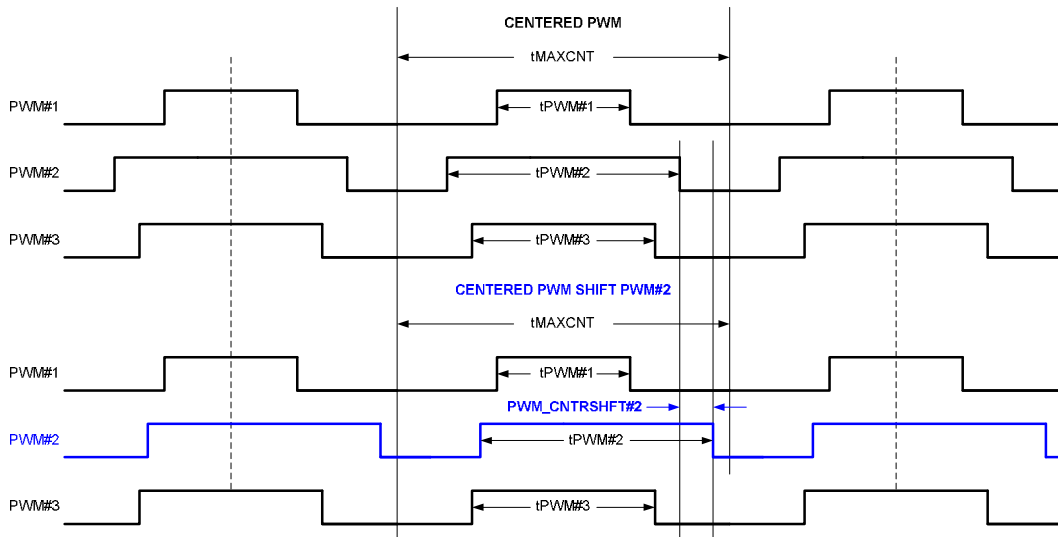 CENTERED PWM
tMAXCNT
PWM#1
tPWM#1
PWM#2
tPWM#2
PWM#3
tPWM#3
CENTERED PWM SHIFT PWM#2
tMAXCNT
PWM#1
tPWM#1
PWM_CNTRSHFT#2
PWM#2
tPWM#2
PWM#3
tPWM#3